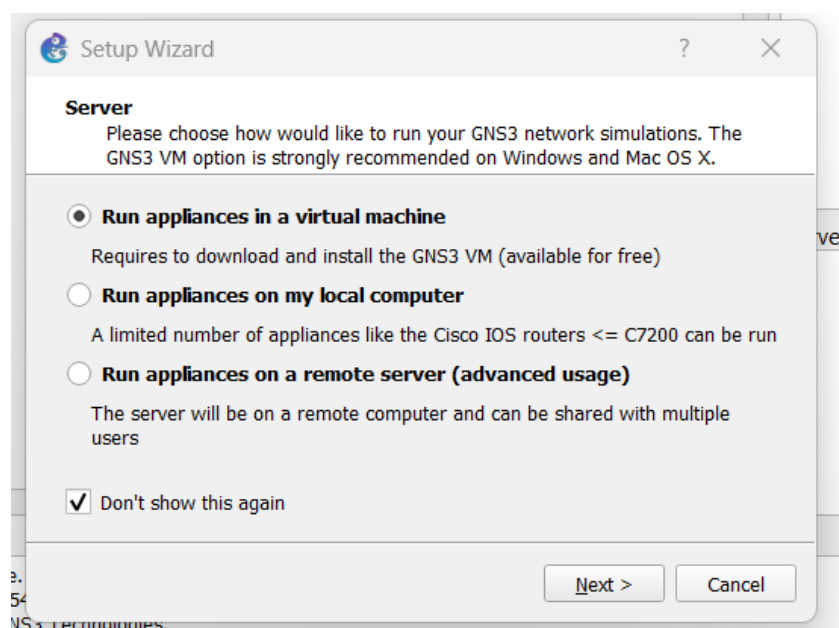 Setup Wizard
?
Server
Please choose how would like to run your GNS3 network simulations. The
GNS3 VM option is strongly recommended on Windows and Mac OS X.
Run appliances in a virtual machine
ve
Requires to download and install the GNS3 VM (available for free)
Run appliances on my local computer
A limited number of appliances like the Cisco IOS routers <= C7200 can be run
Run appliances on a remote server (advanced usage)
The server will be on a remote computer and can be shared with multiple
users
Don't show this again
Next >
Cancel
e.
54
NS3 Technologies.